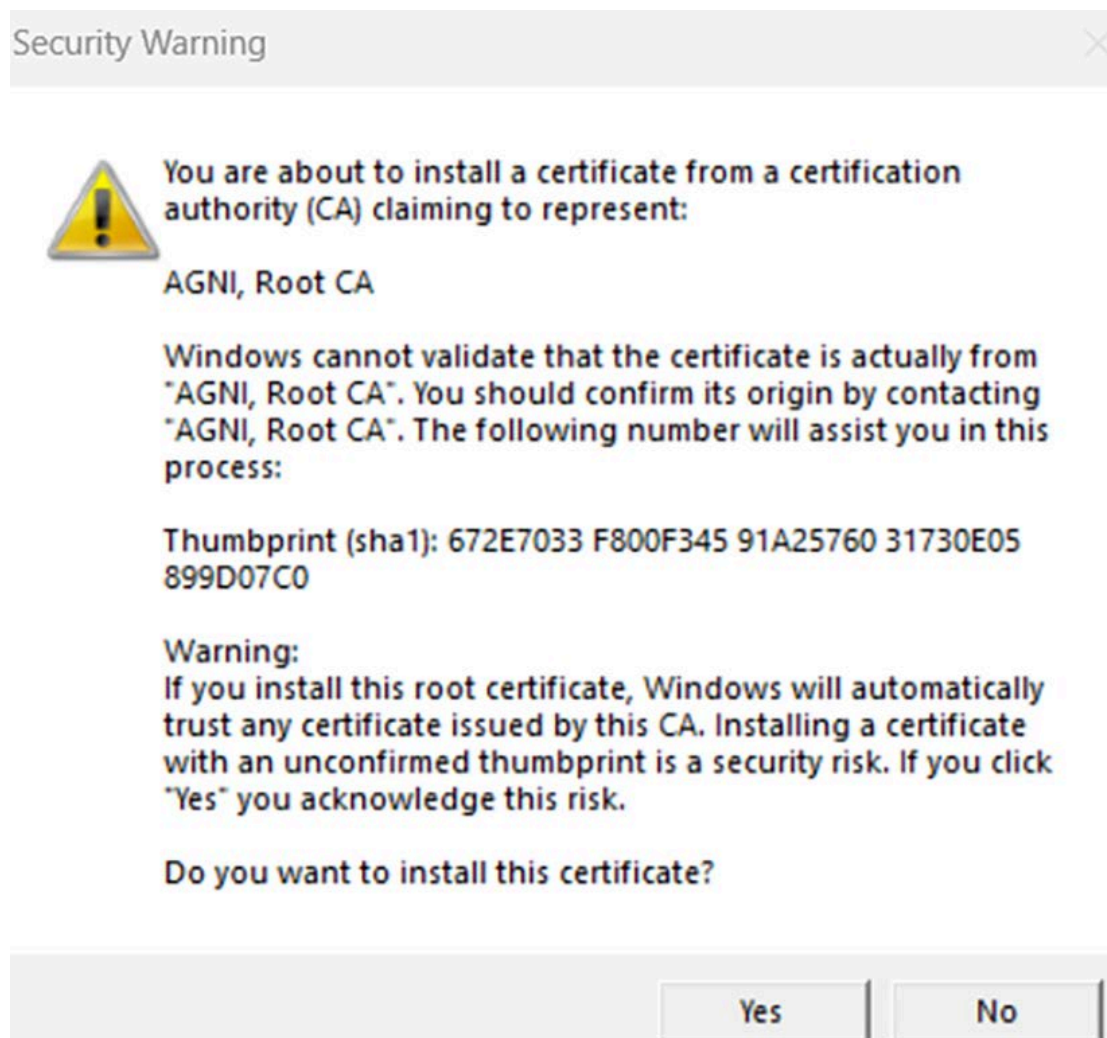 Security Warning
You are about to install a certificate from a certification
authority (CA) claiming to represent:
AGNI, Root CA
Windows cannot validate that the certificate is actually from
"AGNI, Root CA". You should confirm its origin by contacting
"AGNI, Root CA". The following number will assist you in this
process:
Thumbprint (sha1): 672E7033 F800F345 91A25760 31730E05
899D07C0
Warning:
If you install this root certificate, Windows will automatically
trust any certificate issued by this CA. Installing a certificate
with an unconfirmed thumbprint is a security risk. If you click
"Yes" you acknowledge this risk.
Do you want to install this certificate?
Yes No